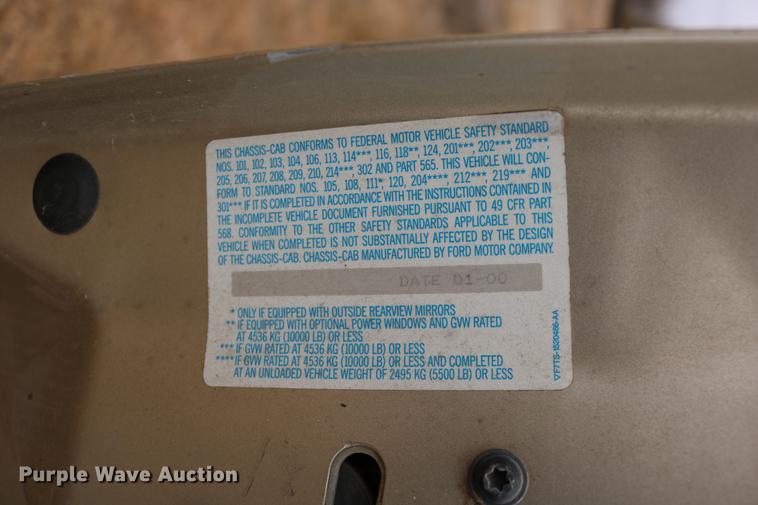 THIS CHASSIS-CAB CONFORMS TO FEDERAL MOTOR VEHICLE SAFETY STANDARD
NOS. 101, 102, 103, 104, 106, 113, 114***, 116, 118**, 124, 201***, 202***, 203***
205, 206, 207, 208, 209, 210, 214***, 302 AND PART 565. THIS VEHICLE WILL CON-
FORM TO STANDARD NOS. 105, 108, 111*, 120, 204****, 212***, 219*** AND
301*** IF IT IS COMPLETED IN ACCORDANCE WITH THE INSTRUCTIONS CONTAINED IN
THE INCOMPLETE VEHICLE DOCUMENT FURNISHED PURSUANT TO 49 CFR PART
568. CONFORMITY TO THE OTHER SAFETY STANDARDS APPLICABLE TO THIS
VEHICLE WHEN COMPLETED IS NOT SUBSTANTIALLY AFFECTED BY THE DESIGN
OF THE CHASSIS-CAB. CHASSIS-CAB MANUFACTURED BY FORD MOTOR COMPANY.
DATE 01-00
* ONLY IF EQUIPPED WITH OUTSIDE REARVIEW MIRRORS
** IF EQUIPPED WITH OPTIONAL POWER WINDOWS AND GVW RATED
AT 4536 KG (10000 LB) OR LESS
*** IF GVW RATED AT 4536 KG (10000 LB) OR LESS
****IF GVW RATED AT 4536 KG (10000 LB) OR LESS AND COMPLETED
AT AN UNLOADED VEHICLE WEIGHT OF 2495 KG (5500 LB) OR LESS
▽F7TS-1520486-AA
Purple Wave Auction